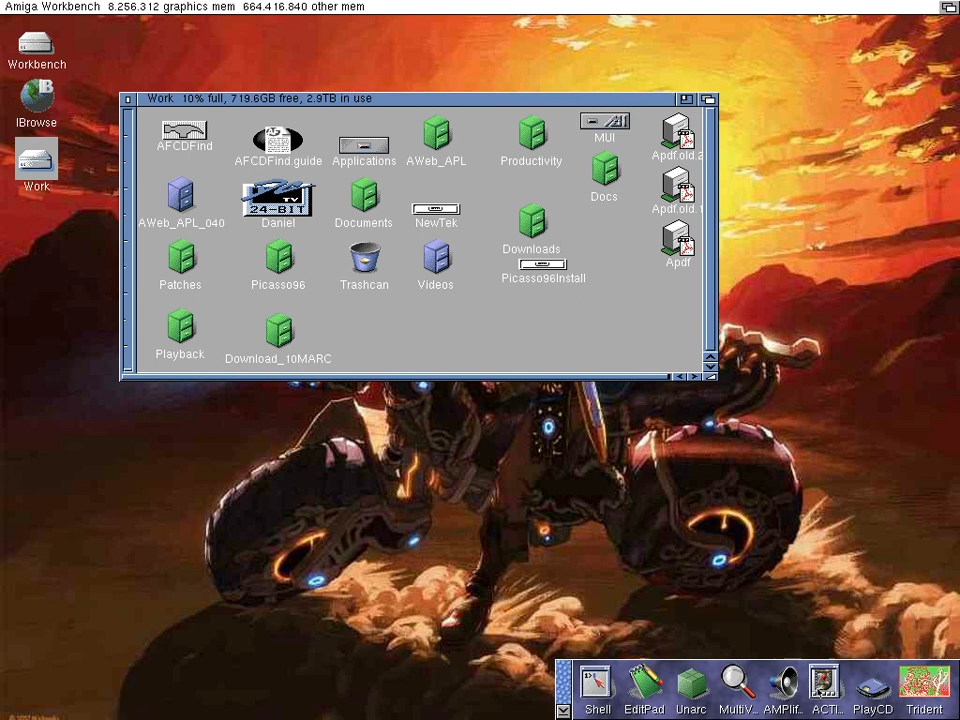 Amiga Workbench 8.256.312 graphics mem 664.416.840 other mem
Workbench
IBrowse
Work
Work 10% full, 719.6GB free, 2.9TB in use
AFCDFind
AFCDFind.guide
Applications
AWeb_APL
Productivity
MUI
Apdf.old.2
AWeb_APL_040
TV
24-BIT
Daniel
Documents
NewTek
Docs
Apdf.old.1
Downloads
Patches
Picasso96
Trashcan
Videos
Picasso96Install
Apdf
Playback
Download_10MARC
Shell
EditPad
Unarc
MultiV...
AMPlif...
ACTI...
PlayCD
Trident